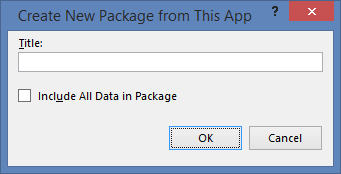 Create New Package from This App ?
Title:
Include All Data in Package
OK Cancel